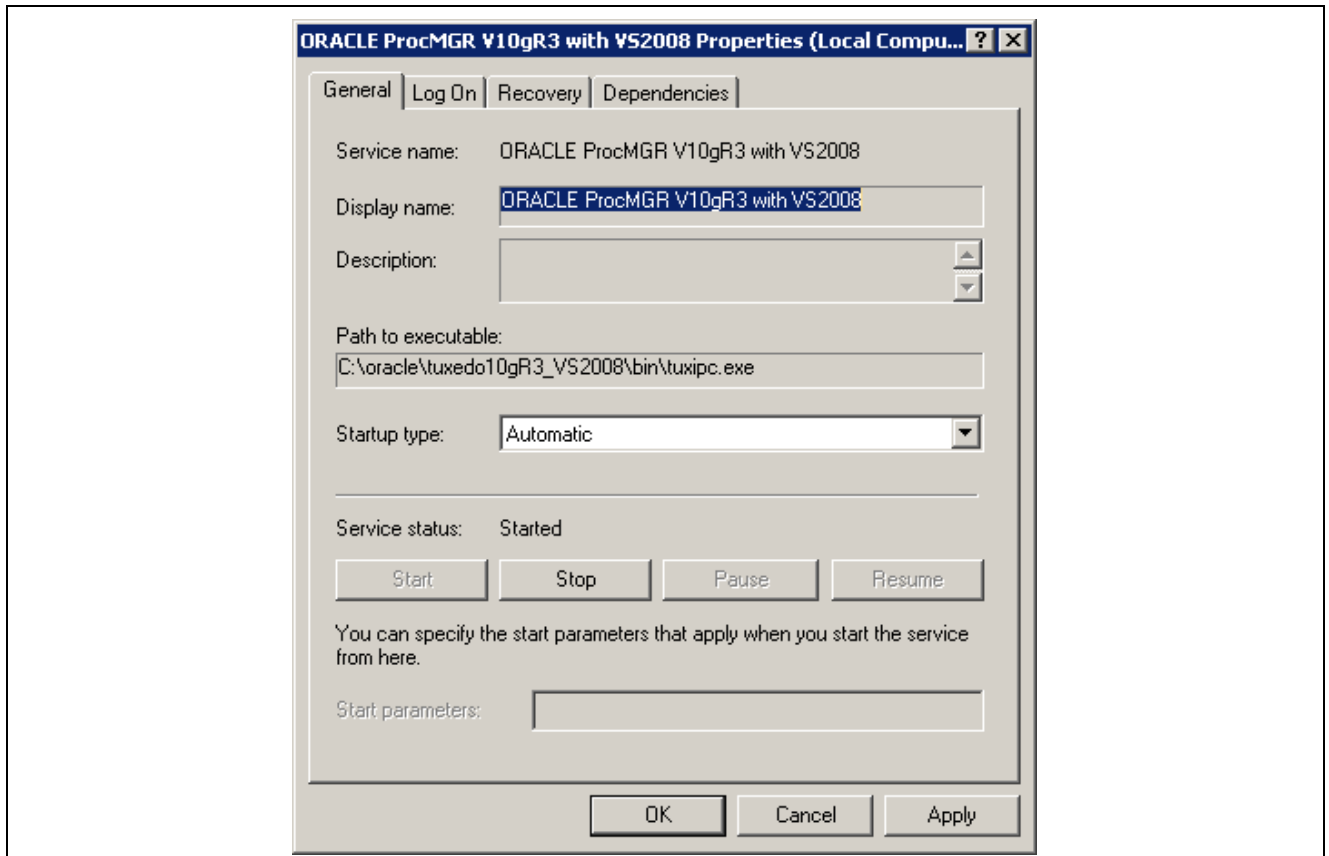 ORACLE ProcMGR V10gR3 with VS2008 Properties (Local Compu... ? X
General Log On Recovery Dependencies
Service name: ORACLE ProcMGR V10gR3 with VS2008
Display name: ORACLE ProcMGR V10gR3 with VS2008
Description:
Path to executable:
C:\oracle\tuxedo10gR3_VS2008\bin\tuxipc.exe
Startup type: Automatic
Service status: Started
Start Stop Pause Resume
You can specify the start parameters that apply when you start the service
from here.
Start parameters:
OK Cancel Apply